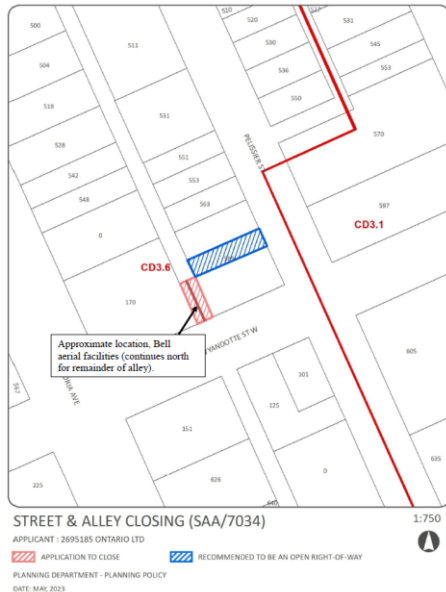 510
520
530
536
550
577
531
545
553
570
500
504
518
528
542
548
0
511
531
551
553
563
PELISSIER ST
597
CD3.1
CD3.6
170
Approximate location, Bell
aerial facilities (continues north
for remainder of alley).
WYANDOTTE ST W
ORIA AVE
605
101
125
351
0
626
225
635
STREET & ALLEY CLOSING (SAA/7034)
1:750
APPLICANT : 2695185 ONTARIO LTD
APPLICATION TO CLOSE
RECOMMENDED TO BE AN OPEN RIGHT-OF-WAY
PLANNING DEPARTMENT - PLANNING POLICY
DATE: MAY, 2023